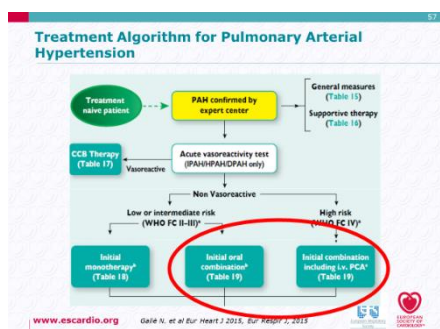 57
Treatment Algorithm for Pulmonary Arterial
Hypertension
Treatment
naive patient
PAH confirmed by
expert center
General measures
(Table 15)
Supportive therapy
(Table 16)
CCB Therapy
(Table 17)
Vasoreactive
Acute vasoreactivity test
(IPAH/HPAH/DPAH only)
Non Vasoreactive
Low or intermediate risk
(WHO FC II–III)ᵃ
High risk
(WHO FC IV)ᵃ
Initial
monotherapyᵇ
(Table 18)
Initial oral
combinationᵇ
(Table 19)
Initial combination
including i.v. PCAᶜ
(Table 19)
www.escardio.org
Galiè N. et al Eur Heart J 2015, Eur Respir J, 2015
EUROPEAN
SOCIETY OF
CARDIOLOGY